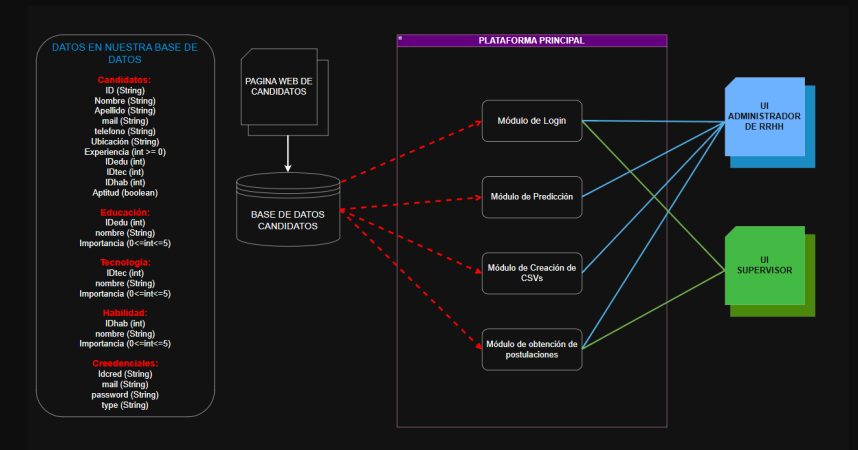 DATOS EN NUESTRA BASE DE
DATOS
Candidatos:
ID (String)
Nombre (String)
Apellido (String)
mail (String)
telefono (String)
Ubicación (String)
Experiencia (int >= 0)
IDedu (int)
IDtec (int)
IDhab (int)
Aptitud (boolean)
Educación:
IDedu (int)
nombre (String)
Importancia (0<=int<=5)
Tecnología:
IDtec (int)
nombre (String)
Importancia (0<=int<=5)
Habilidad:
IDhab (int)
nombre (String)
Importancia (0<=int<=5)
Creedenciales:
Idcred (String)
mail (String)
password (String)
type (String)
PAGINA WEB DE
CANDIDATOS
BASE DE DATOS
CANDIDATOS
PLATAFORMA PRINCIPAL
Módulo de Login
Módulo de Predicción
Módulo de Creación de
CSVs
Módulo de obtención de
postulaciones
UI
ADMINISTRADOR
DE RRHH
UI
SUPERVISOR